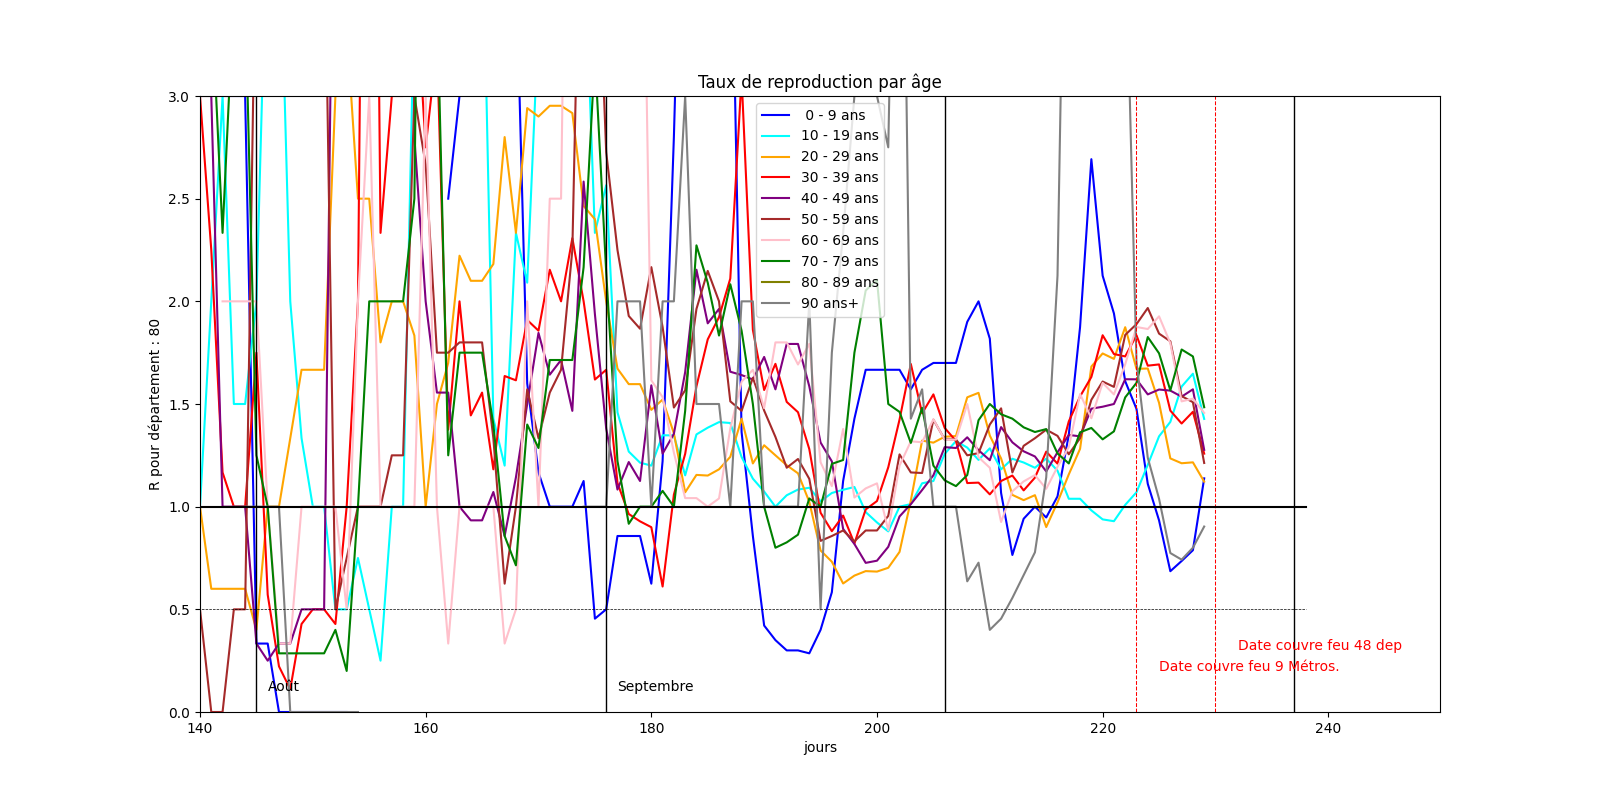 Taux de reproduction par âge
R pour département : 80
3.0
2.5
2.0
1.5
1.0
0.5
0.0
0 - 9 ans
10 - 19 ans
20 - 29 ans
30 - 39 ans
40 - 49 ans
50 - 59 ans
60 - 69 ans
70 - 79 ans
80 - 89 ans
90 ans+
Date couvre feu 48 dep
Date couvre feu 9 Métros.
Août
Septembre
140
160
180
200
220
240
jours